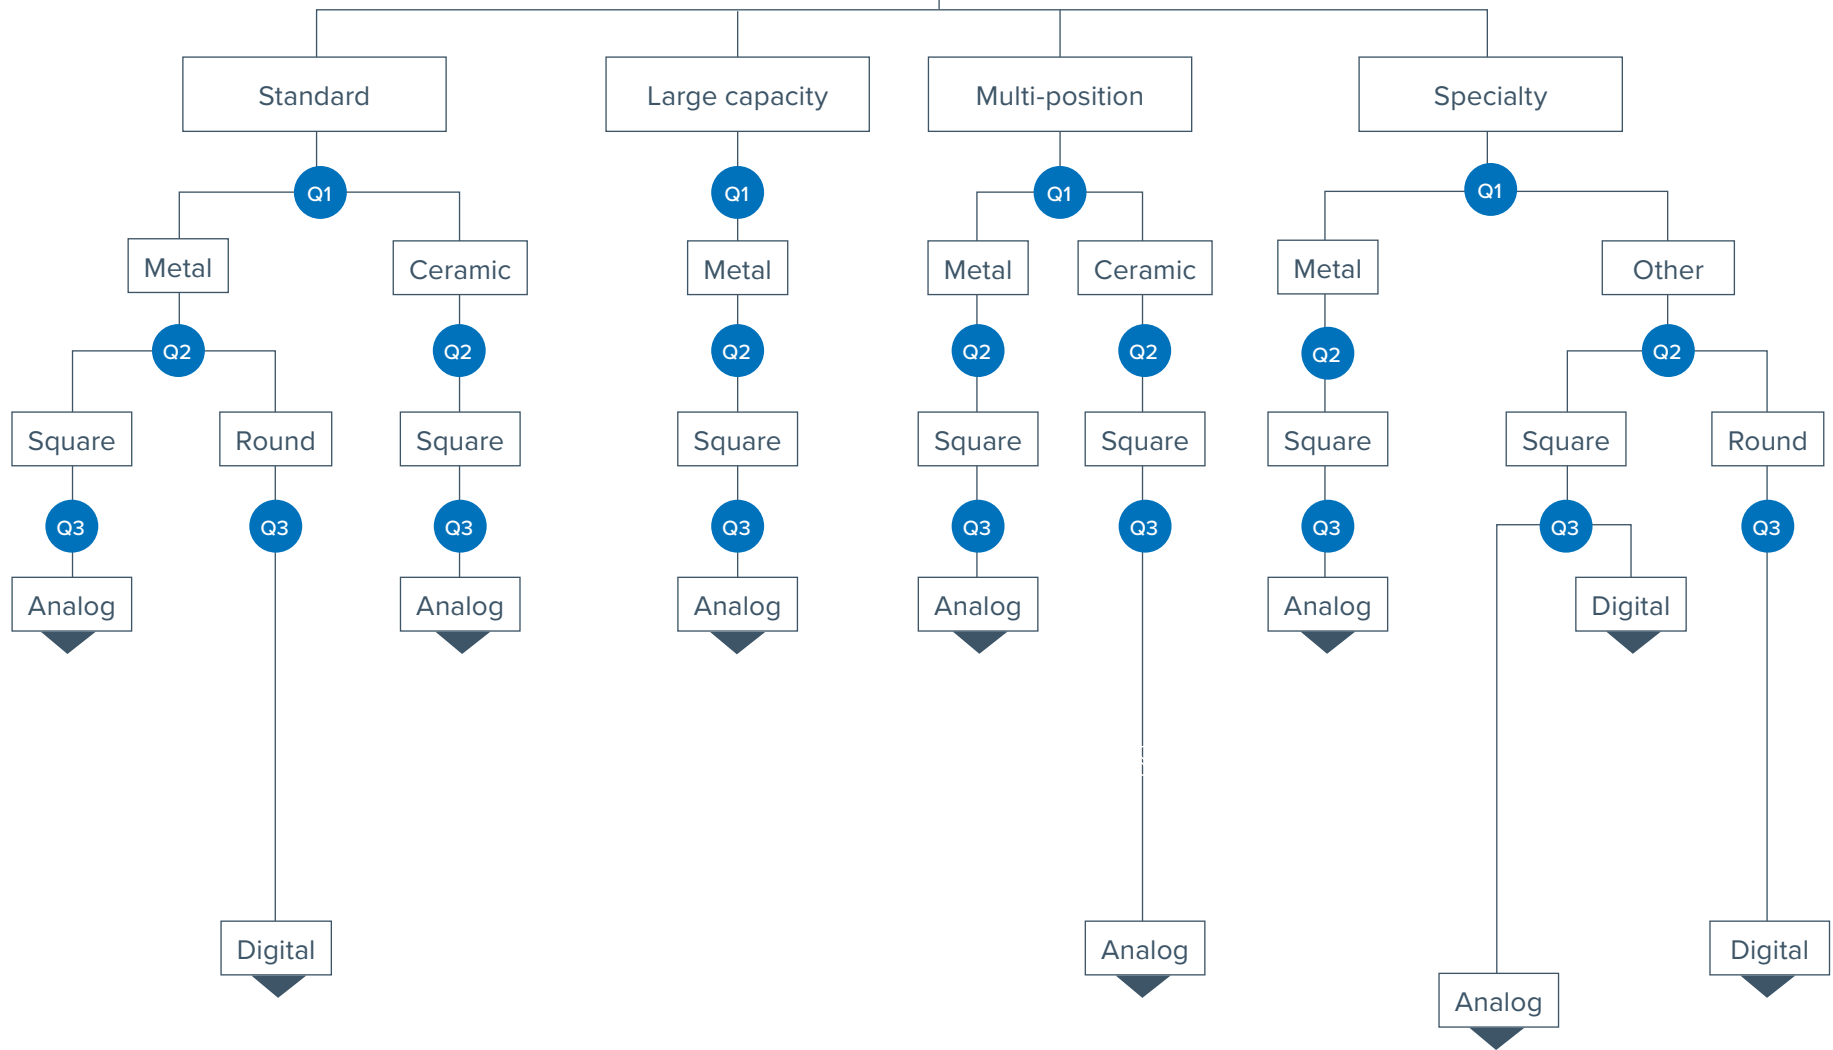 Standard
Large capacity
Multi-position
Specialty
Q1
Q1
Q1
Q1
Metal
Ceramic
Metal
Metal
Ceramic
Metal
Other
Q2
Q2
Q2
Q2
Q2
Q2
Q2
Square
Round
Square
Square
Square
Square
Square
Square
Round
Q3
Q3
Q3
Q3
Q3
Q3
Q3
Q3
Q3
Analog
Analog
Analog
Analog
Analog
Digital
Digital
Analog
Digital
Analog